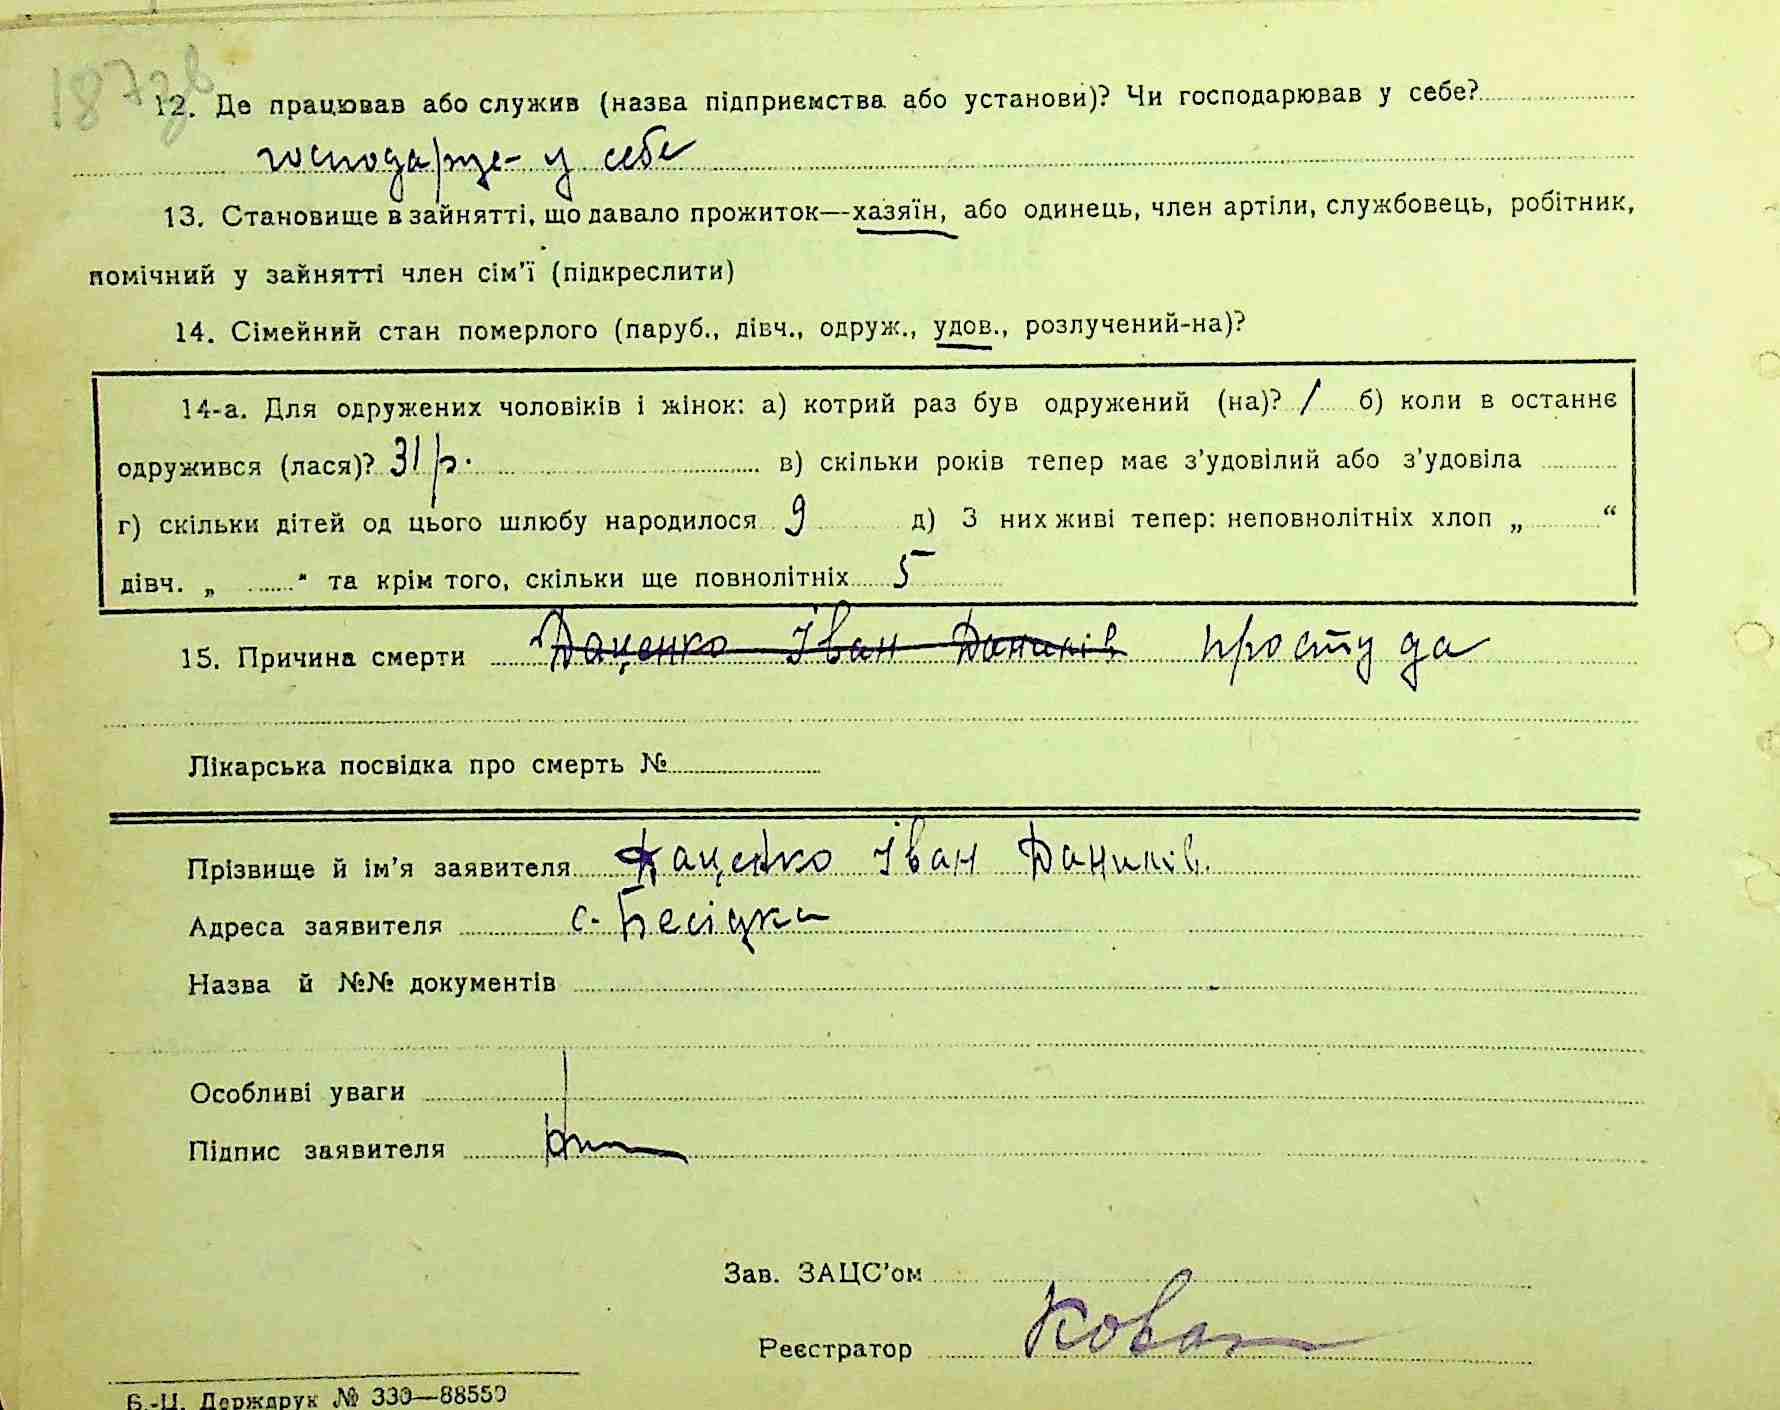 187зв
12. Де працював або служив (назва підприємства або установи)? Чи господарював у себе?
господарює у себе
13. Становище в зайнятті, що давало прожиток—хазяїн, або одинець, член артіли, службовець, робітник,
помічний у зайнятті член сім'ї (підкреслити)
14. Сімейний стан померлого (паруб., дівч., одруж., удов., розлучений-на)?
14-а. Для одружених чоловіків і жінок: а) котрий раз був одружений (на)? / б) коли в останнє
одружився (лася)? 31 р. в) скільки років тепер має з'удовілий або з'удовіла
г) скільки дітей од цього шлюбу народилося 9 д) З них живі тепер: неповнолітніх хлоп „ “
дівч. „ “ та крім того, скільки ще повнолітніх 5
15. Причина смерти Даценко Іван Данилів простуда
Лікарська посвідка про смерть №
Прізвище й ім'я заявителя Даценко Іван Данилів.
Адреса заявителя с. Бесідка
Назва й №№ документів
Особливі уваги
Підпис заявителя
Зав. ЗАЦС'ом
Реєстратор Кован
Б.-Ц. Держдрук № 330—88550